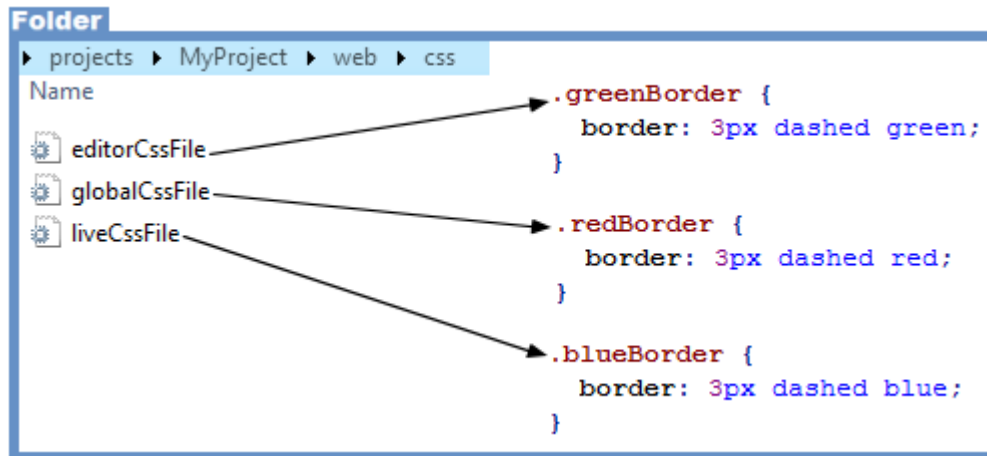 Folder
projects MyProject web css
Name
editorCssFile
globalCssFile
liveCssFile
.greenBorder {
border: 3px dashed green;
}
.redBorder {
border: 3px dashed red;
}
.blueBorder {
border: 3px dashed blue;
}